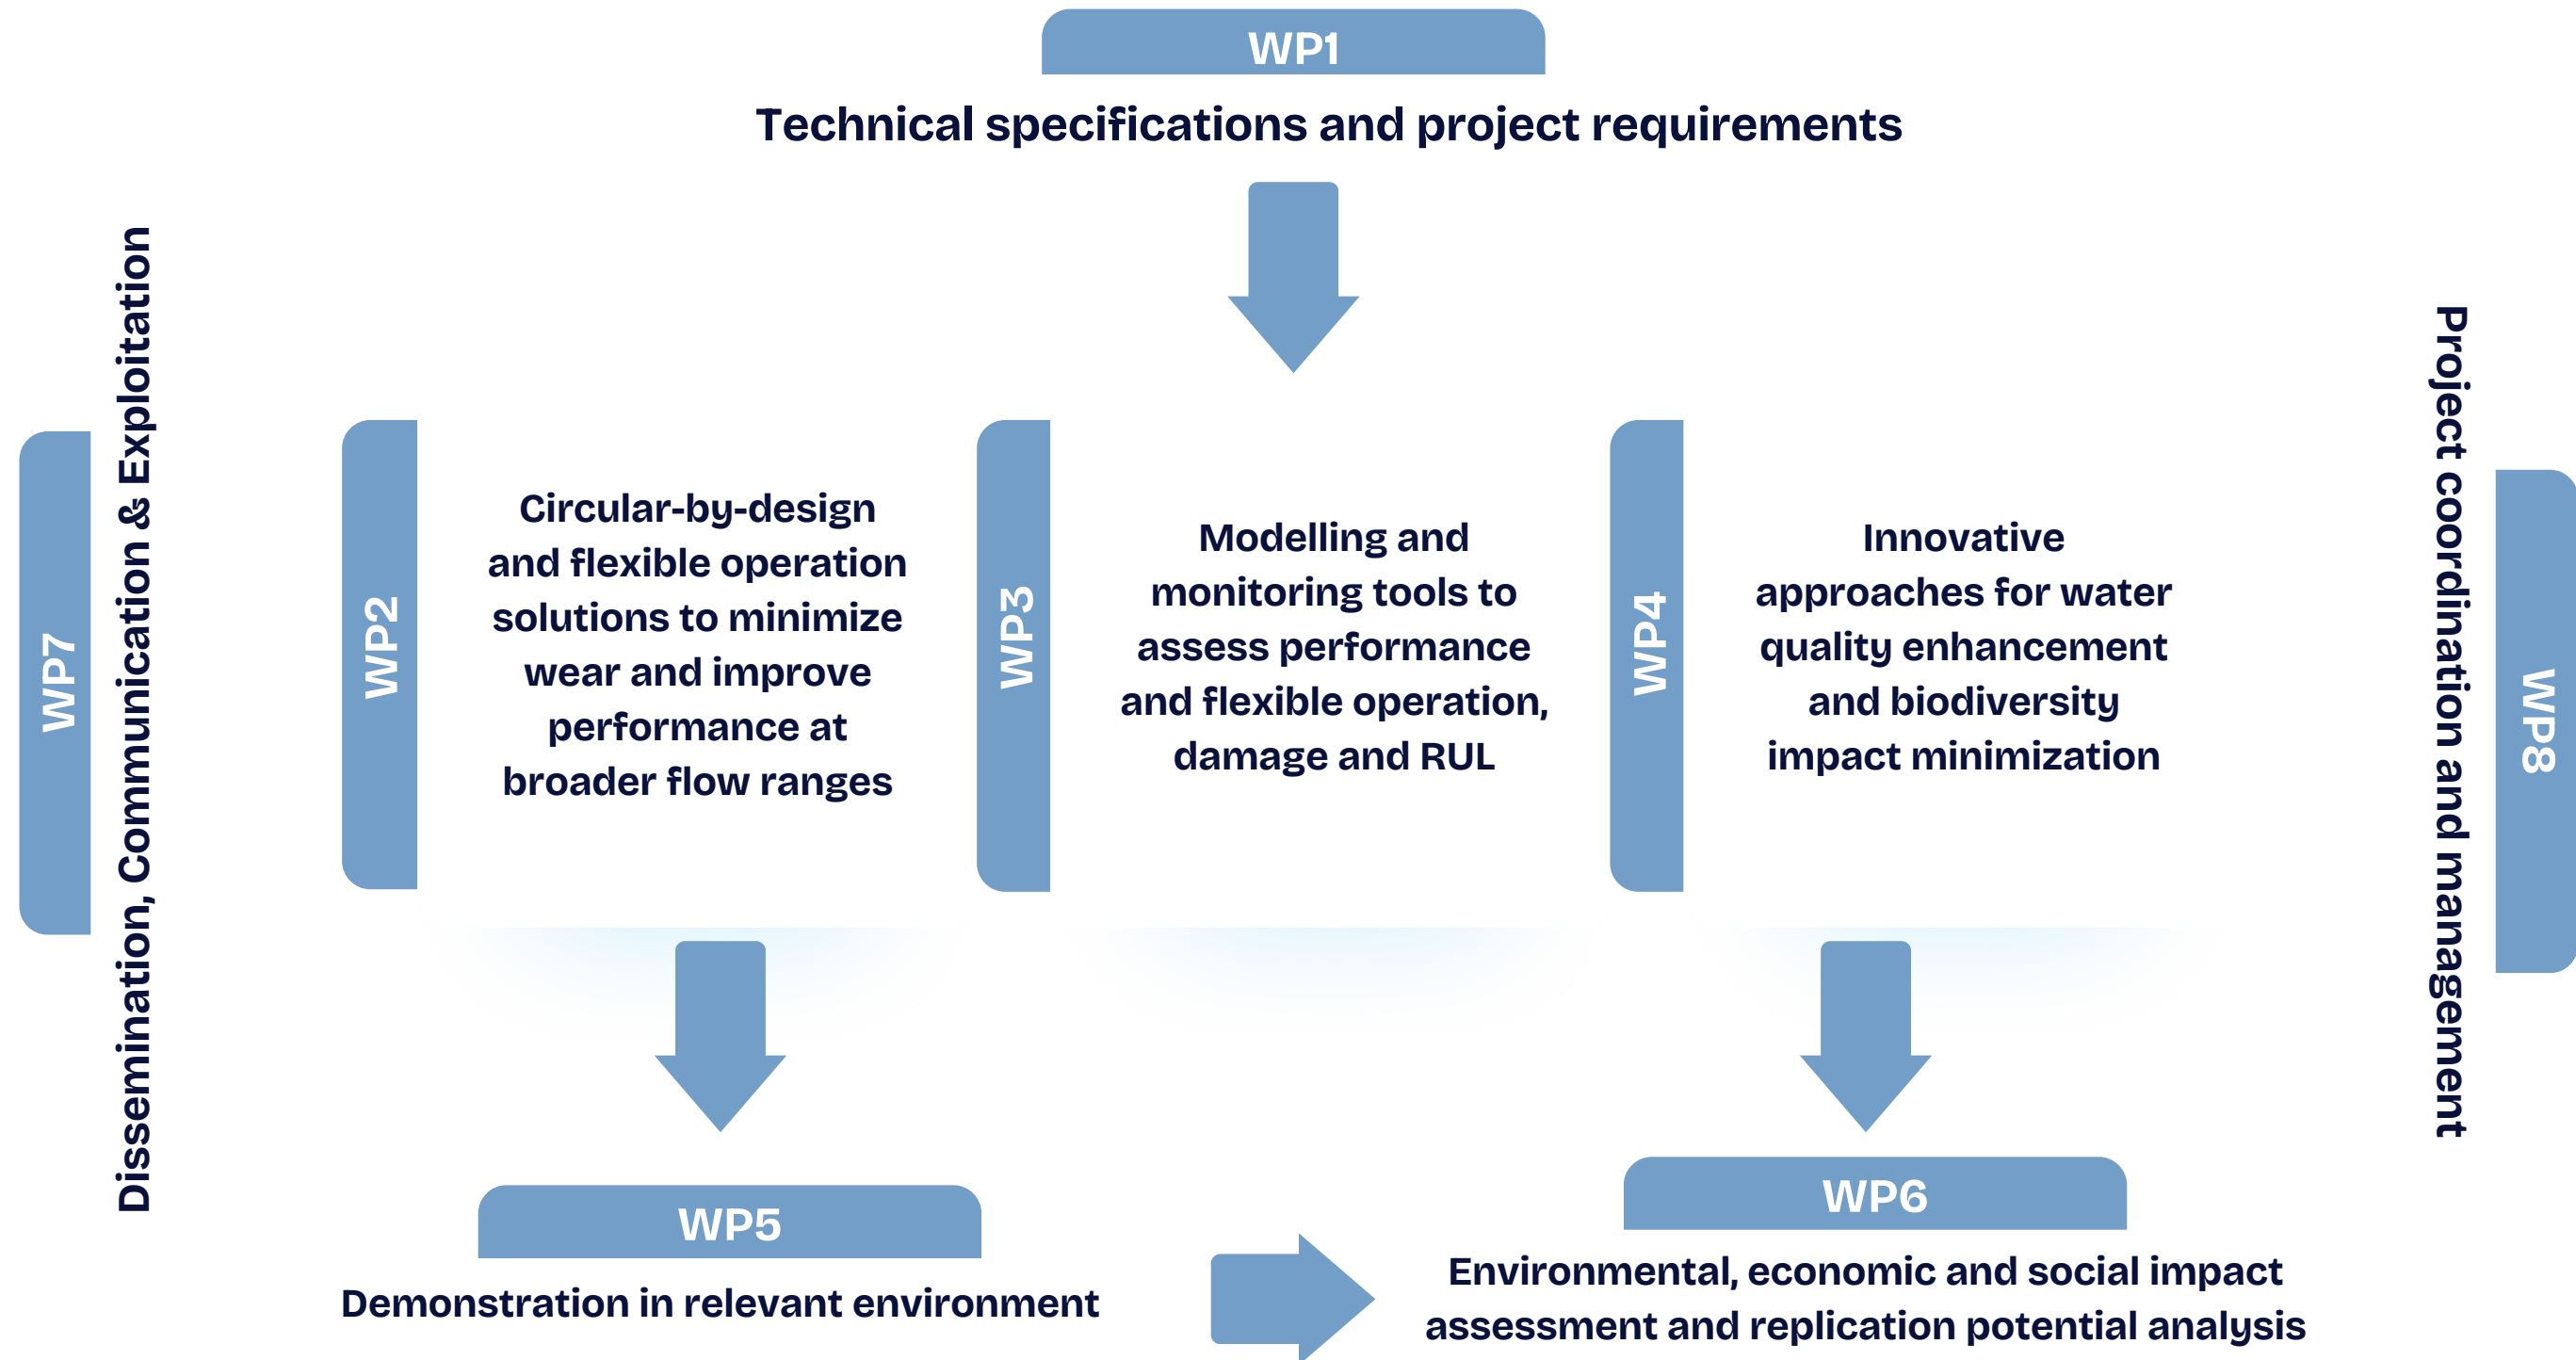 WP1
Technical specifications and project requirements
WP7
Dissemination, Communication & Exploitation
WP2
Circular-by-design
and flexible operation
solutions to minimize
wear and improve
performance at
broader flow ranges
WP3
Modelling and
monitoring tools to
assess performance
and flexible operation,
damage and RUL
WP4
Innovative
approaches for water
quality enhancement
and biodiversity
impact minimization
Project coordination and management
WP8
WP5
Demonstration in relevant environment
WP6
Environmental, economic and social impact
assessment and replication potential analysis